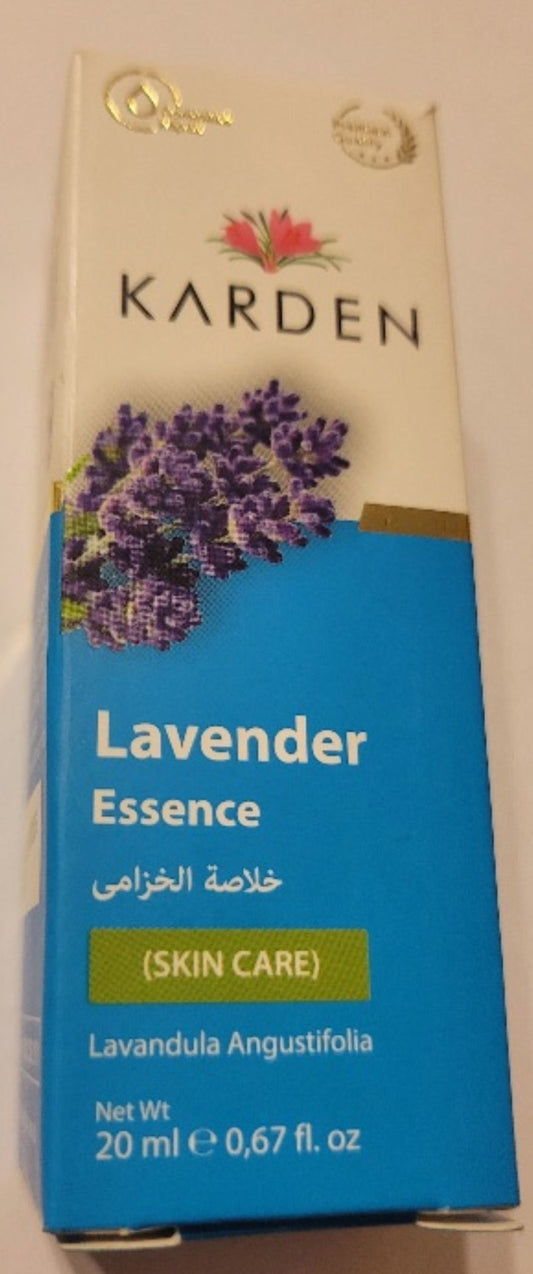 KARDEN
Lavender
Essence
خلاصة الخزامى
(SKIN CARE)
Lavandula Angustifolia
Net Wt
20 ml ℮ 0,67 fl. oz